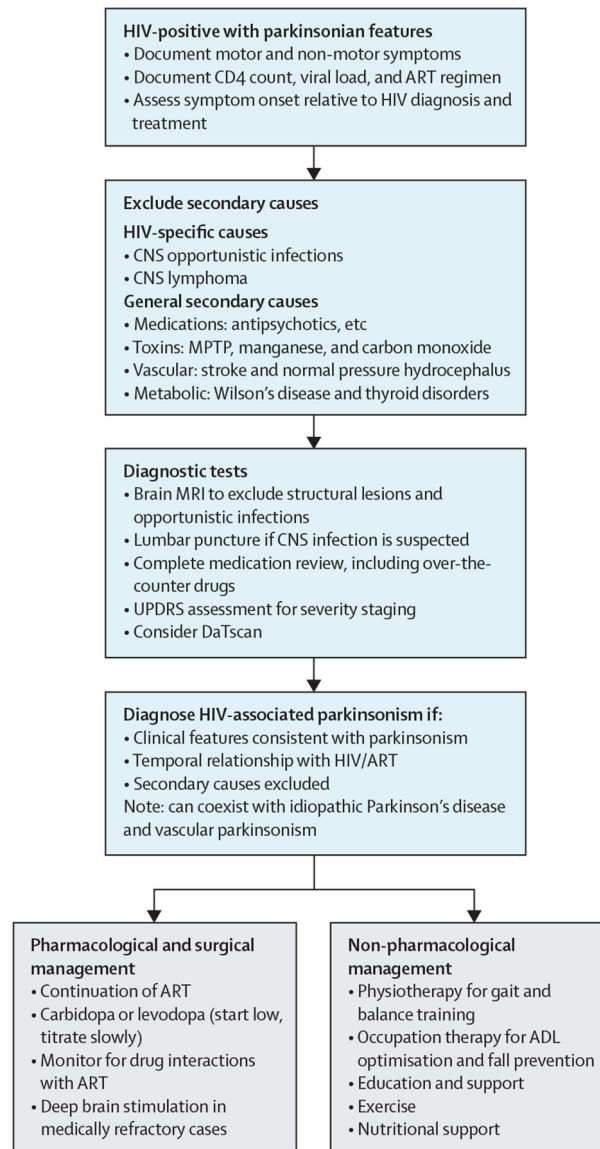 HIV-positive with parkinsonian features
• Document motor and non-motor symptoms
• Document CD4 count, viral load, and ART regimen
• Assess symptom onset relative to HIV diagnosis and
treatment
Exclude secondary causes
HIV-specific causes
• CNS opportunistic infections
• CNS lymphoma
General secondary causes
• Medications: antipsychotics, etc
• Toxins: MPTP, manganese, and carbon monoxide
• Vascular: stroke and normal pressure hydrocephalus
• Metabolic: Wilson's disease and thyroid disorders
Diagnostic tests
• Brain MRI to exclude structural lesions and
opportunistic infections
• Lumbar puncture if CNS infection is suspected
• Complete medication review, including over-the-
counter drugs
• UPDRS assessment for severity staging
• Consider DaTscan
Diagnose HIV-associated parkinsonism if:
• Clinical features consistent with parkinsonism
• Temporal relationship with HIV/ART
• Secondary causes excluded
Note: can coexist with idiopathic Parkinson's disease
and vascular parkinsonism
Pharmacological and surgical
management
• Continuation of ART
• Carbidopa or levodopa (start low,
titrate slowly)
• Monitor for drug interactions
with ART
• Deep brain stimulation in
medically refractory cases
Non-pharmacological
management
• Physiotherapy for gait and
balance training
• Occupation therapy for ADL
optimisation and fall prevention
• Education and support
• Exercise
• Nutritional support